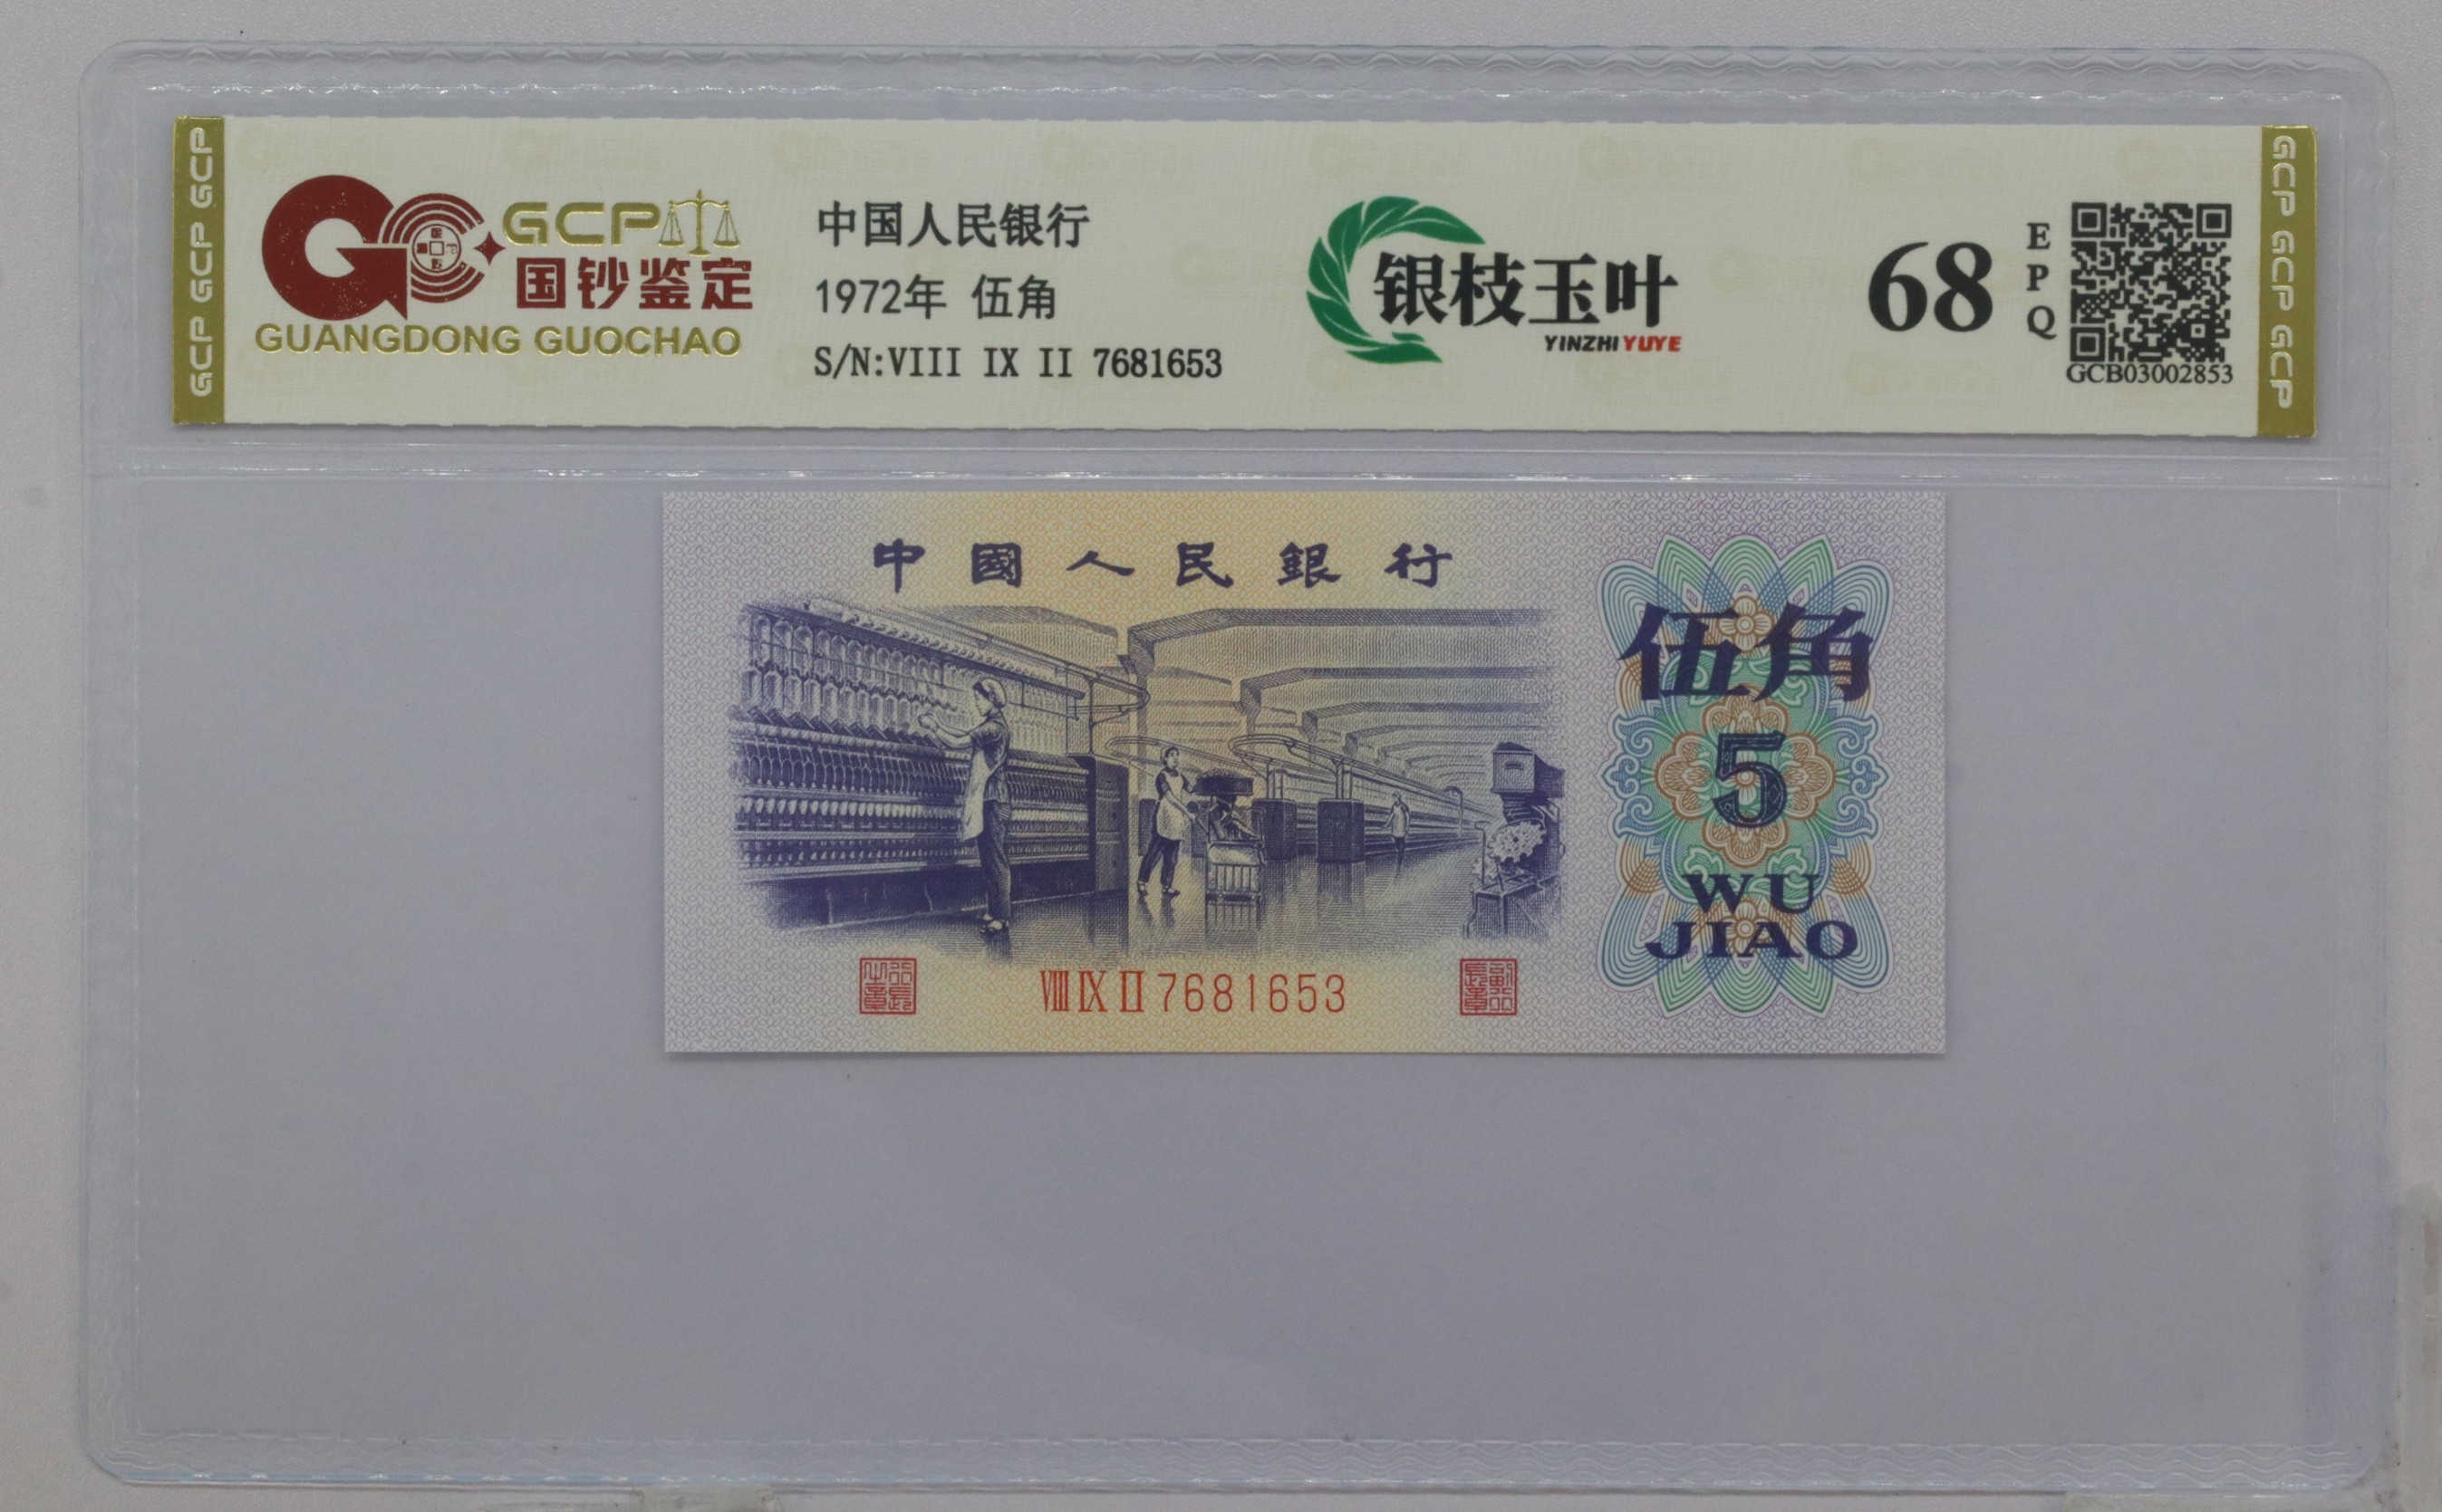 GCP GCP GCP
GCP
国钞鉴定
GUANGDONG GUOCHAO
中国人民银行
1972年 伍角
S/N:VIII IX II 7681653
银枝玉叶
YINZHI YUYE
68
EPQ
GCB03002853
GCP GCP GCP
中國人民銀行
伍角
5
WU
JIAO
VIII IX II 7681653